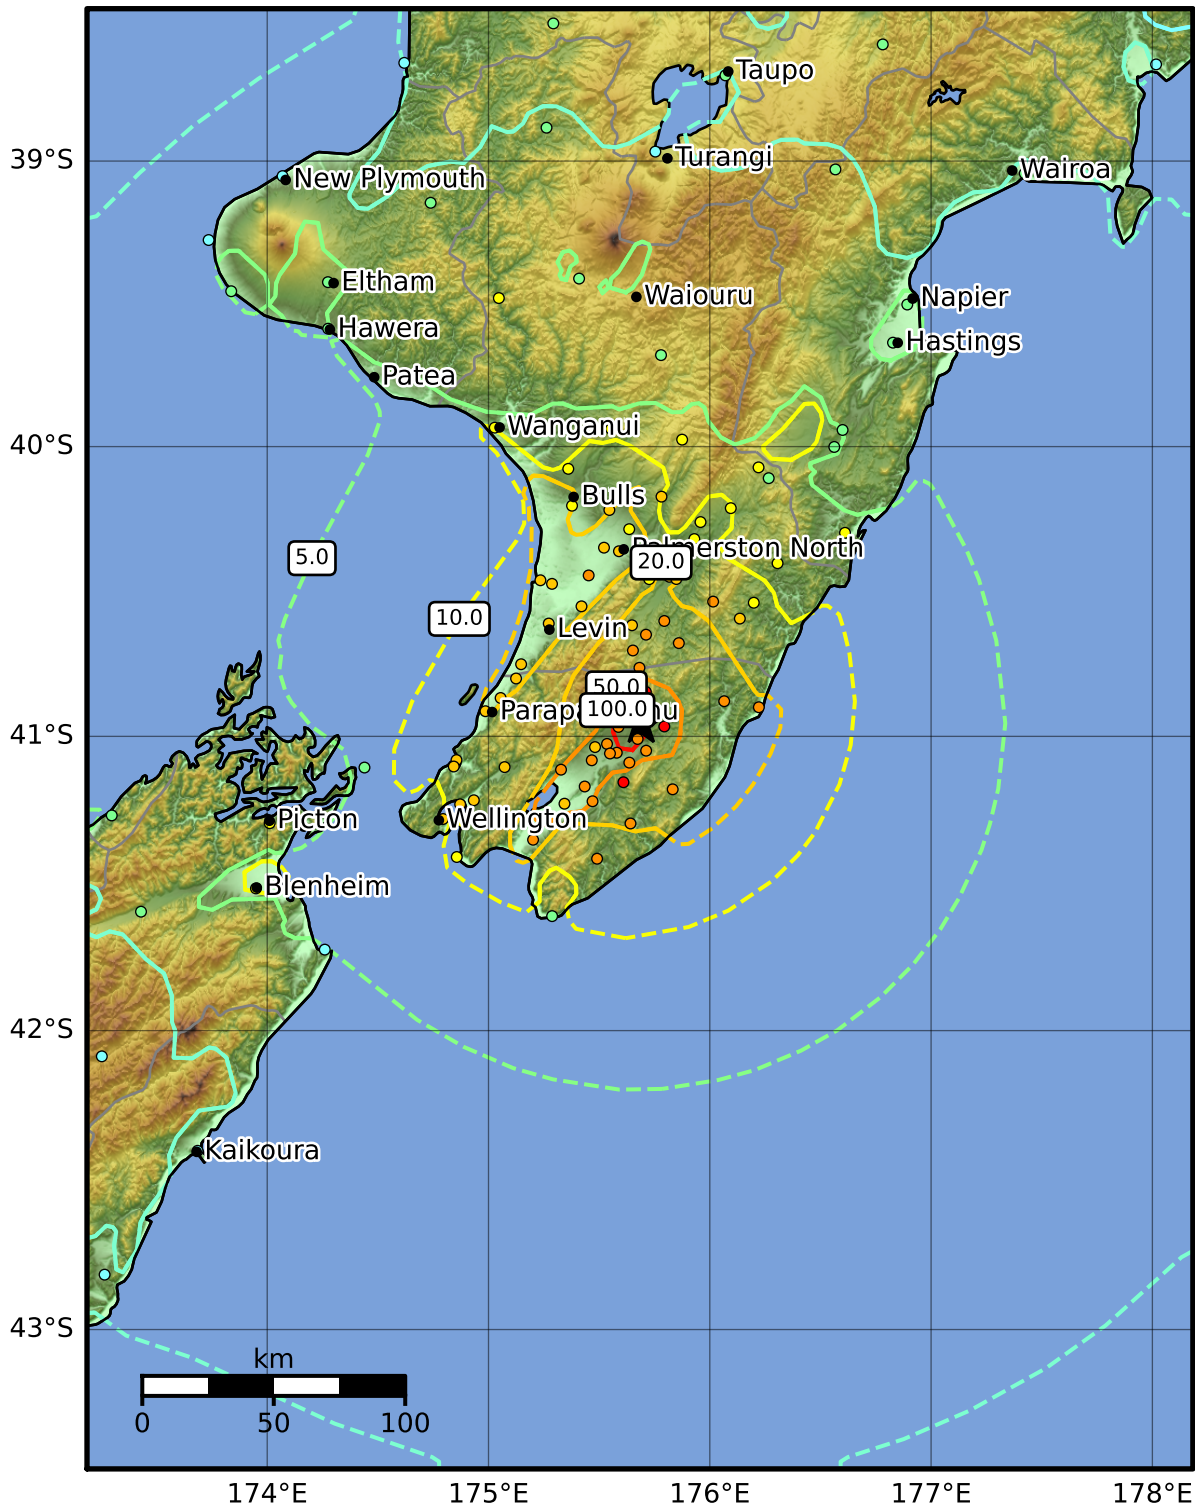 Taupo
39°S
Turangi
Wairoa
New Plymouth
Eltham
Waiouru
Napier
Hawera
Hastings
Patea
Wanganui
40°S
Bulls
Palmerston North
5.0
20.0
10.0
Levin
50.0
100.0
41°S
Picton
Wellington
Blenheim
42°S
Kaikoura
43°S
km
0 50 100
174°E 175°E 176°E 177°E 178°E